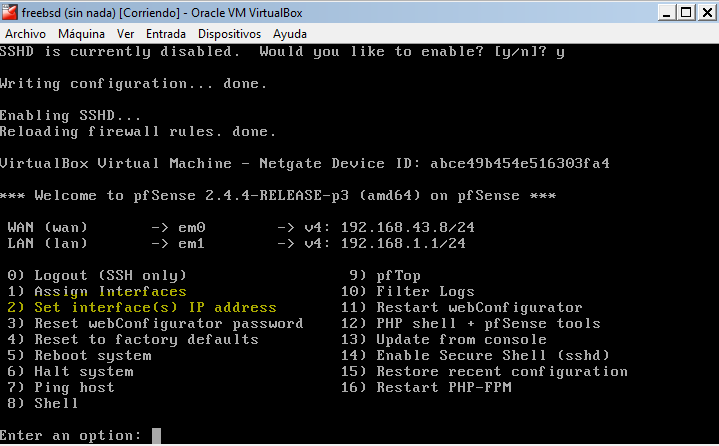 freebsd (sin nada) [Corriendo] - Oracle VM VirtualBox
Archivo Máquina Ver Entrada Dispositivos Ayuda
SSHD is currently disabled.  Would you like to enable? [y/n]? y
Writing configuration... done.
Enabling SSHD...
Reloading firewall rules. done.
VirtualBox Virtual Machine - Netgate Device ID: abce49b454e516303fa4
*** Welcome to pfSense 2.4.4-RELEASE-p3 (amd64) on pfSense ***
WAN (wan) -> em0 -> v4: 192.168.43.8/24
LAN (lan) -> em1 -> v4: 192.168.1.1/24
0) Logout (SSH only) 9) pfTop
1) Assign Interfaces 10) Filter Logs
2) Set interface(s) IP address 11) Restart webConfigurator
3) Reset webConfigurator password 12) PHP shell + pfSense tools
4) Reset to factory defaults 13) Update from console
5) Reboot system 14) Enable Secure Shell (sshd)
6) Halt system 15) Restore recent configuration
7) Ping host 16) Restart PHP-FPM
8) Shell
Enter an option: